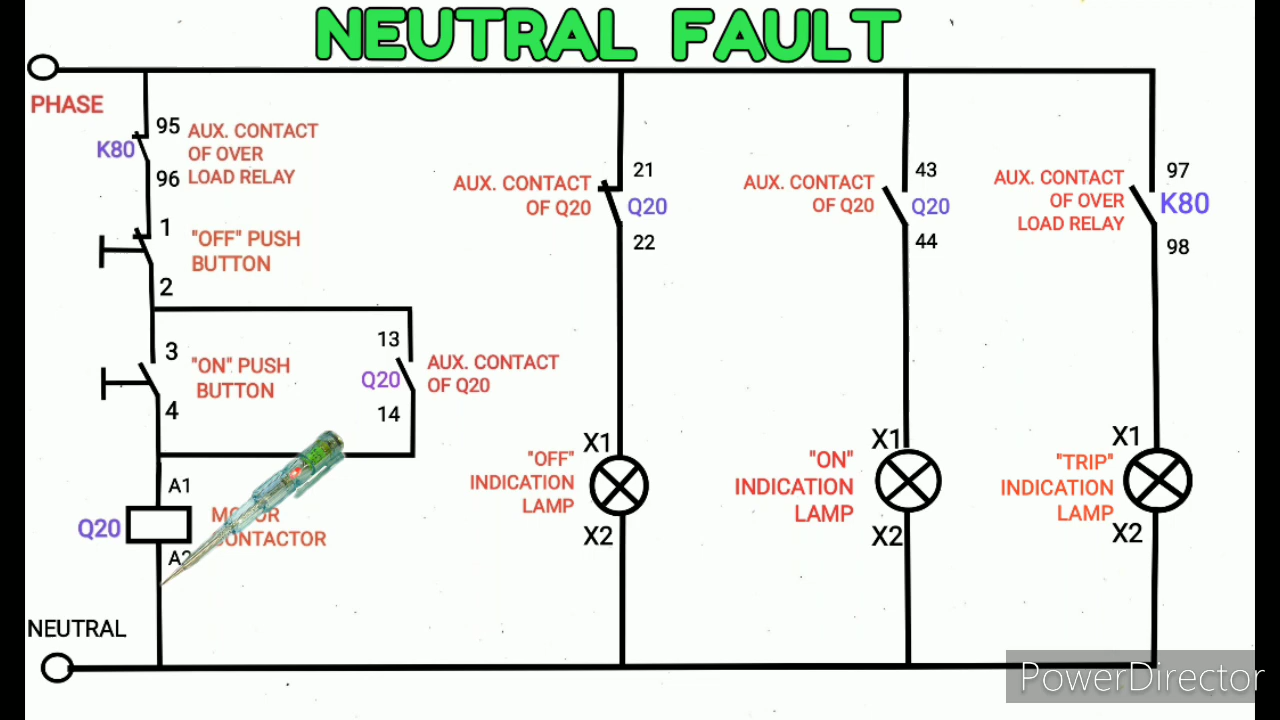 NEUTRAL FAULT
PHASE
95
K80
96
AUX. CONTACT
OF OVER
LOAD RELAY
1
"OFF" PUSH
BUTTON
2
3
"ON" PUSH
BUTTON
4
13
Q20
14
AUX. CONTACT
OF Q20
A1
Q20
A2
NEUTRAL
AUX. CONTACT
OF Q20
21
Q20
22
X1
"OFF"
INDICATION
LAMP
X2
AUX. CONTACT
OF Q20
43
Q20
44
X1
"ON"
INDICATION
LAMP
X2
AUX. CONTACT
OF OVER
LOAD RELAY
97
K80
98
X1
"TRIP"
INDICATION
LAMP
X2
PowerDirector